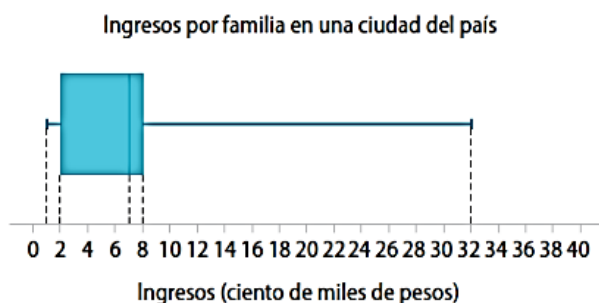 Ingresos por familia en una ciudad del país
0 2 4 6 8 10 12 14 16 18 20 22 24 26 28 30 32 34 36 38 40
Ingresos (ciento de miles de pesos)